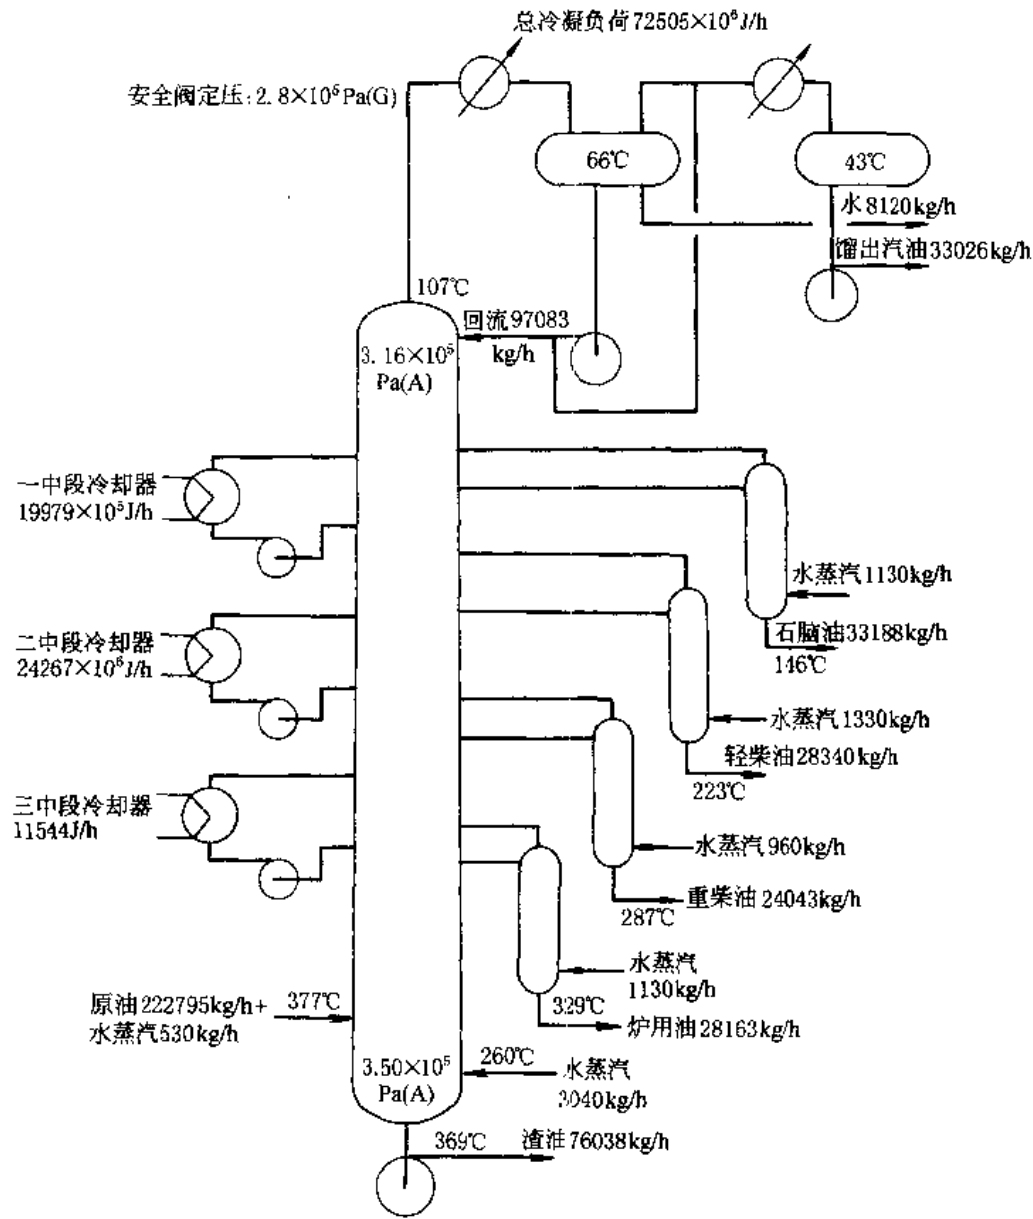 总冷凝负荷72505×10⁶J/h
安全阀定压:2.8×10⁵Pa(G)
66℃
43℃
水8120kg/h
馏出汽油33026kg/h
107℃
回流97083
kg/h
3.16×10⁵
Pa(A)
一中段冷却器
19979×10⁵J/h
水蒸汽1130kg/h
石脑油33188kg/h
146℃
二中段冷却器
24267×10⁶J/h
水蒸汽1330kg/h
轻柴油28340kg/h
223℃
三中段冷却器
11544J/h
水蒸汽960kg/h
重柴油24043kg/h
287℃
水蒸汽
1130kg/h
329℃
炉用油28163kg/h
原油222795kg/h+
水蒸汽530kg/h
377℃
3.50×10⁵
Pa(A)
260℃
水蒸汽
3040kg/h
369℃
渣油76038kg/h